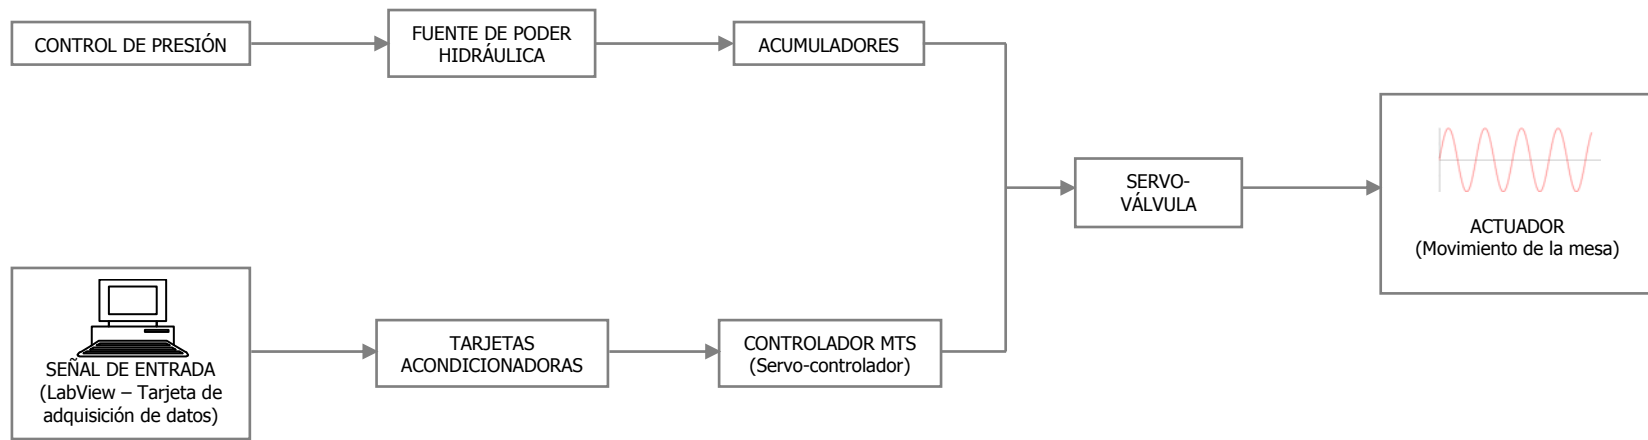 CONTROL DE PRESIÓN
FUENTE DE PODER
HIDRÁULICA
ACUMULADORES
SERVO-
VÁLVULA
ACTUADOR
(Movimiento de la mesa)
SEÑAL DE ENTRADA
(LabView – Tarjeta de
adquisición de datos)
TARJETAS
ACONDICIONADORAS
CONTROLADOR MTS
(Servo-controlador)